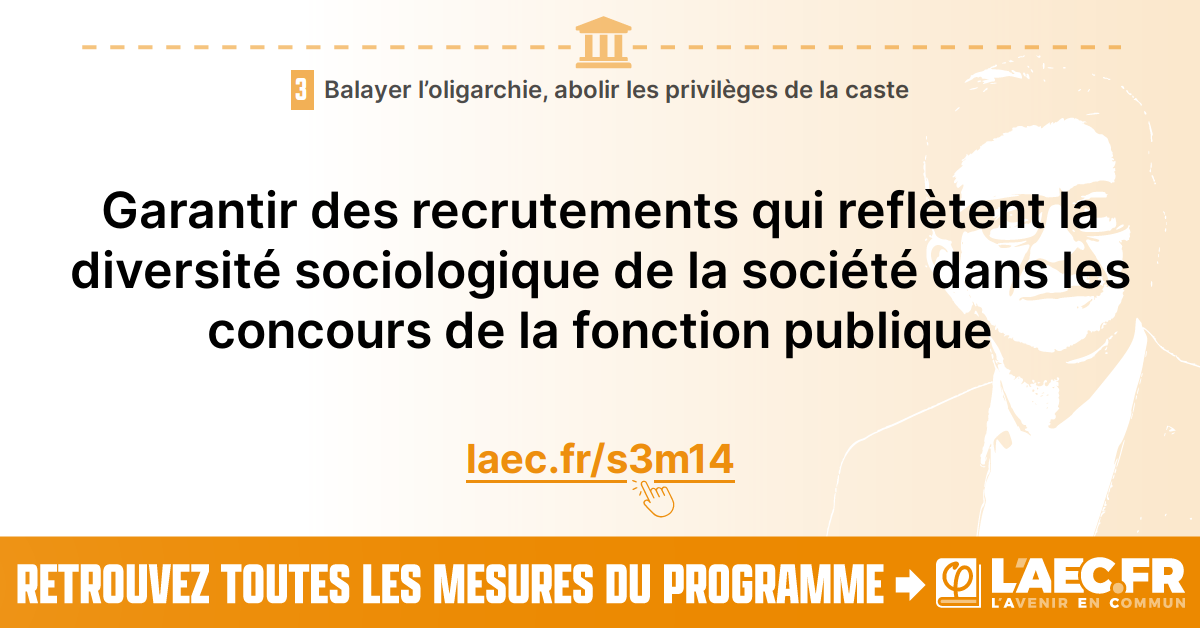 3 Balayer l’oligarchie, abolir les privilèges de la caste
Garantir des recrutements qui reflètent la
diversité sociologique de la société dans les
concours de la fonction publique
laec.fr/s3m14
RETROUVEZ TOUTES LES MESURES DU PROGRAMME
φ L'AEC.FR
L'AVENIR EN COMMUN